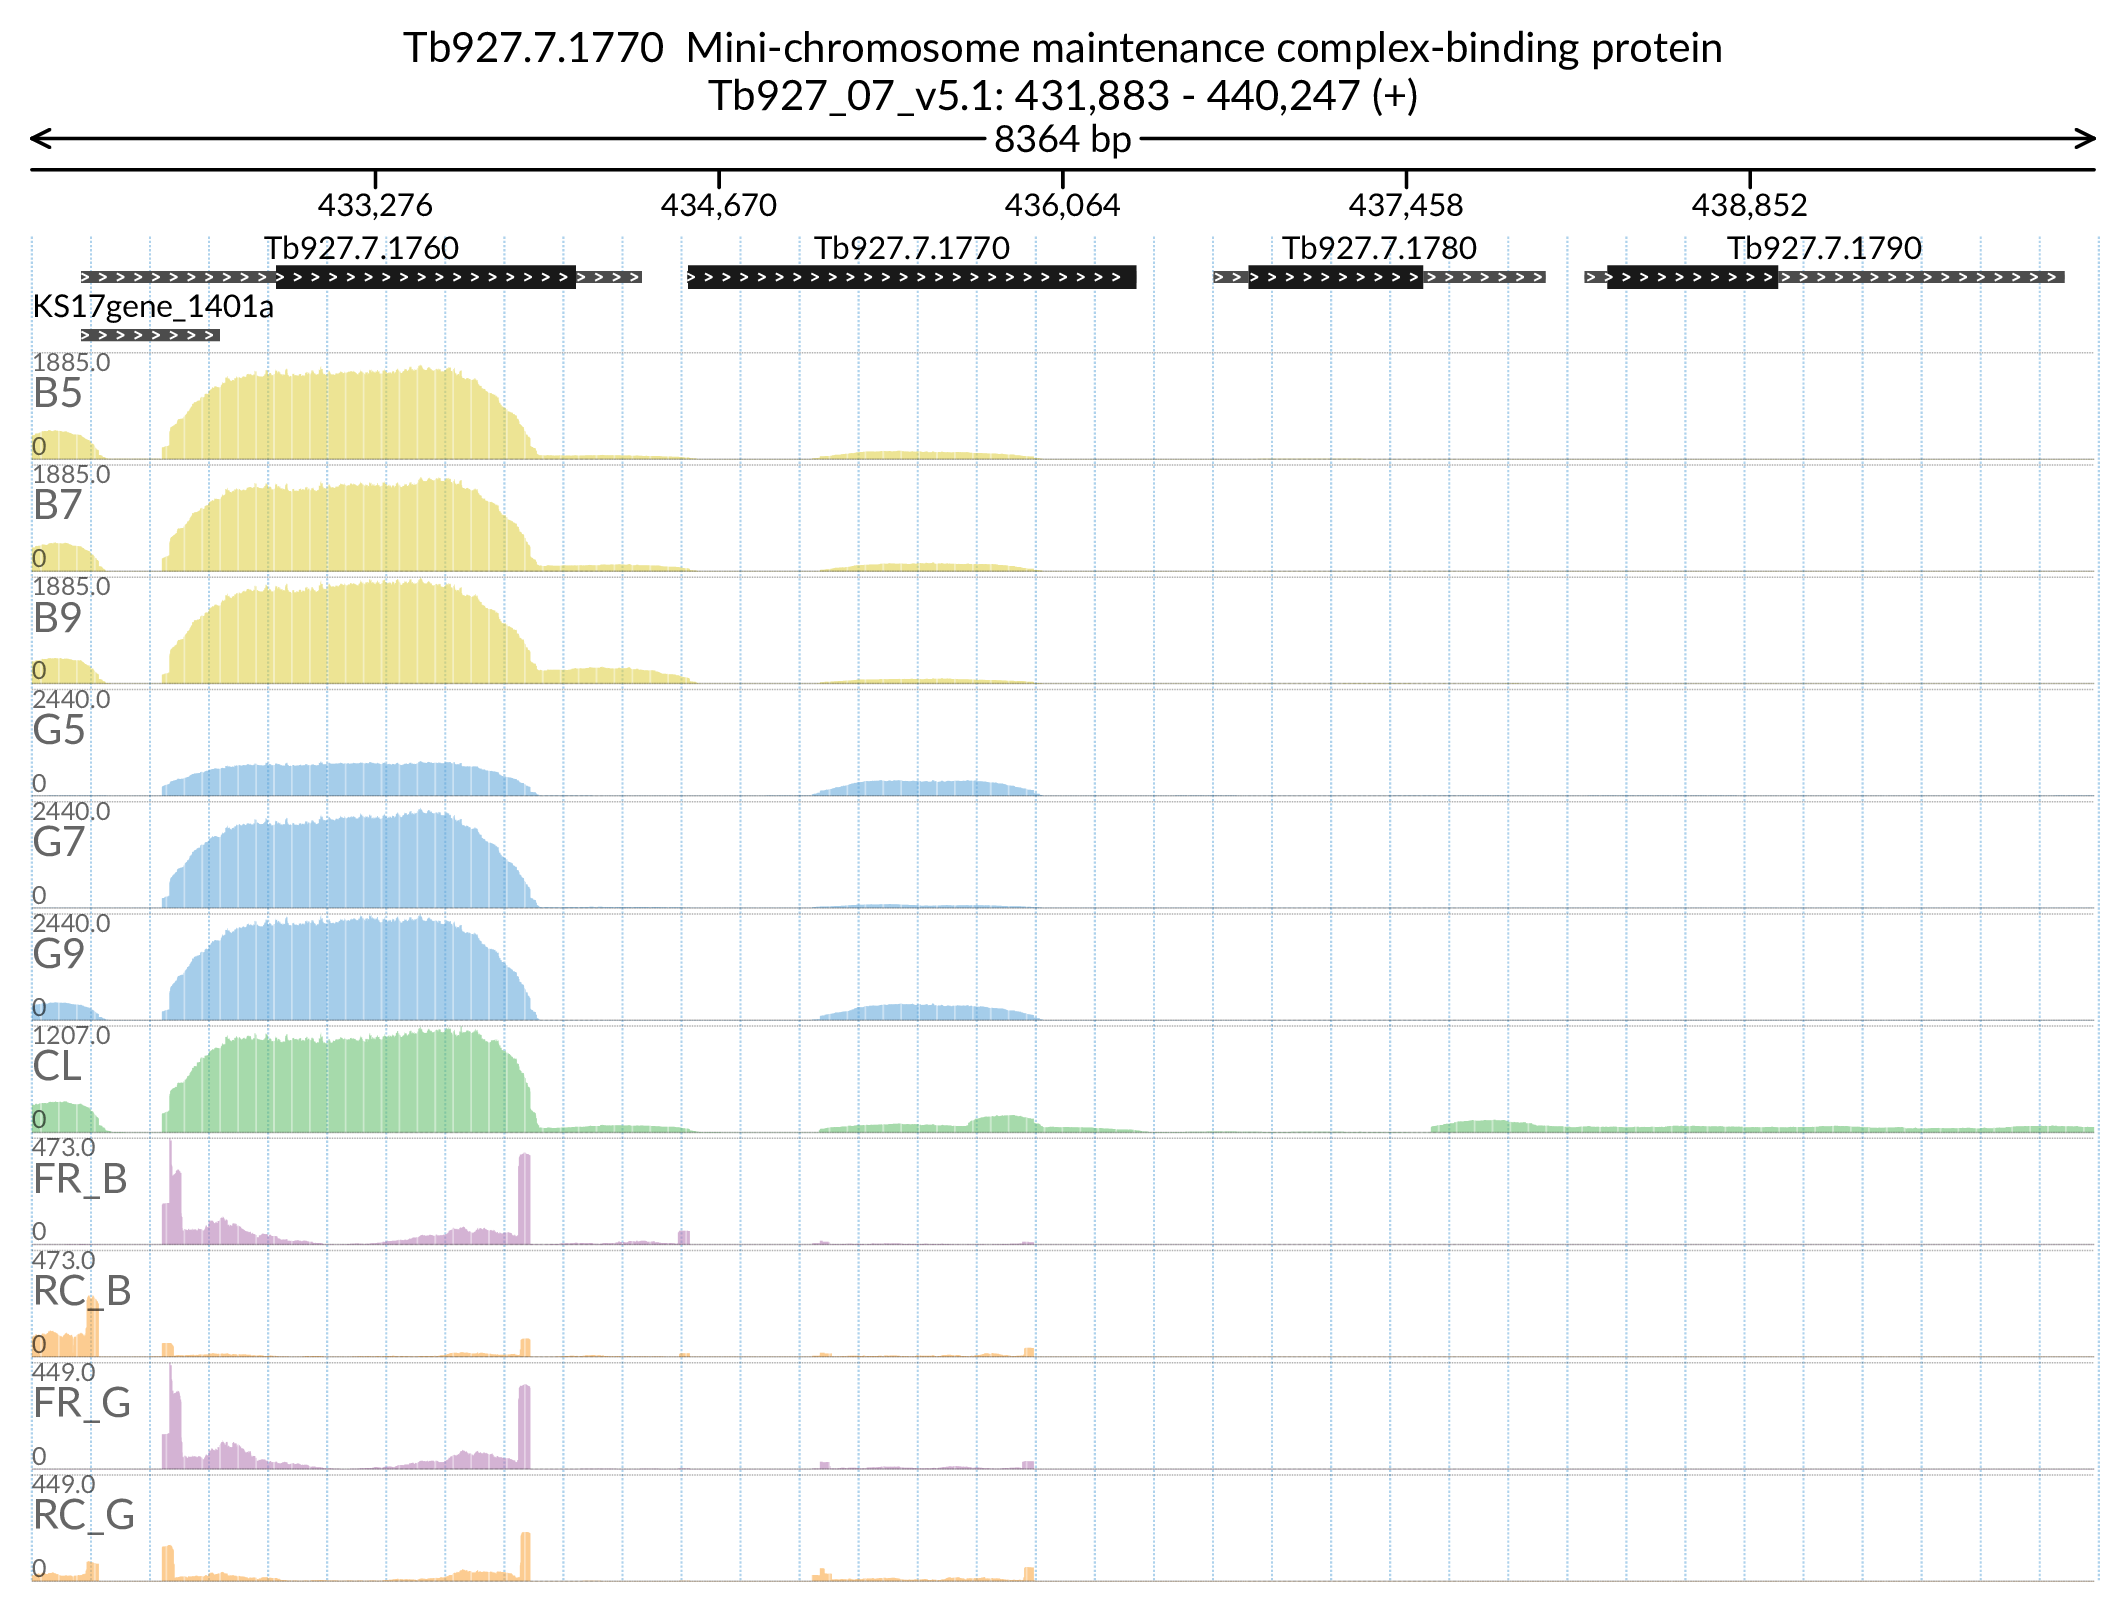 Tb927.7.1770  Mini-chromosome maintenance complex-binding protein
Tb927_07_v5.1: 431,883 - 440,247 (+)
8364 bp
433,276 434,670 436,064 437,458 438,852
Tb927.7.1760 Tb927.7.1770 Tb927.7.1780 Tb927.7.1790
KS17gene_1401a
1885.0
B5
0
1885.0
B7
0
1885.0
B9
0
2440.0
G5
0
2440.0
G7
0
2440.0
G9
0
1207.0
CL
0
473.0
FR_B
0
473.0
RC_B
0
449.0
FR_G
0
449.0
RC_G
0